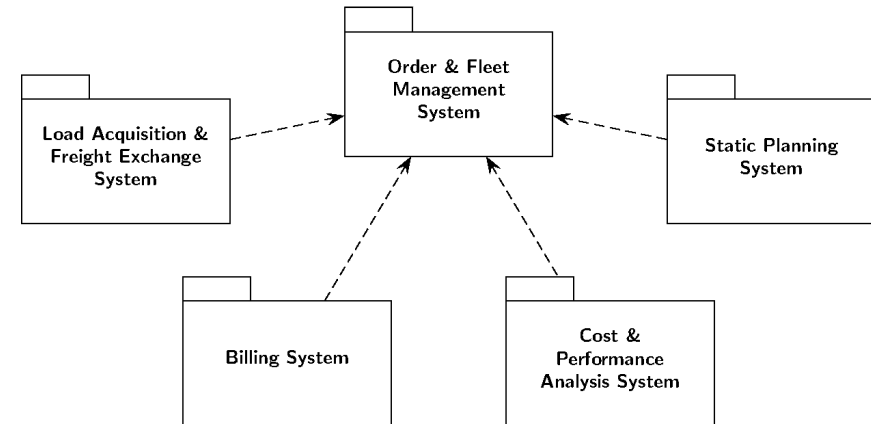 Order & Fleet
Management
System
Load Acquisition &
Freight Exchange
System
Static Planning
System
Billing System
Cost &
Performance
Analysis System